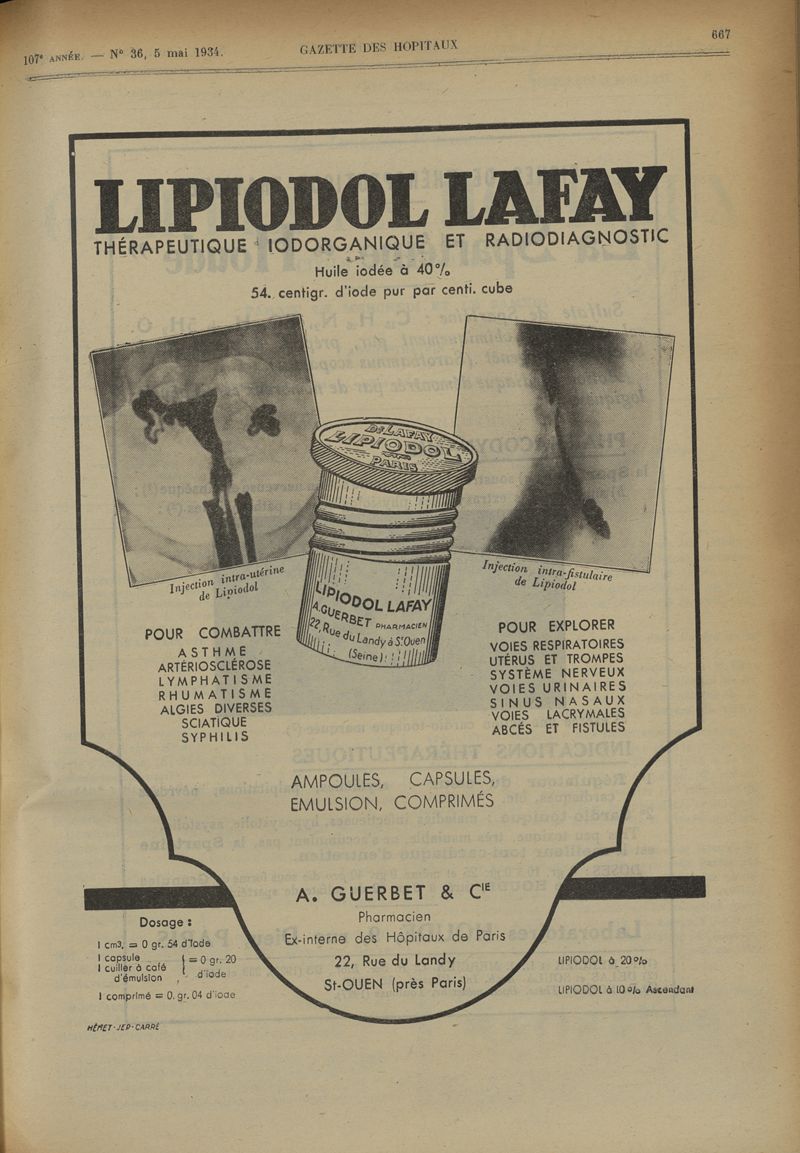 107e ANNÉE. — No 36, 5 mai 1934.
GAZETTE DES HOPITAUX
667
LIPIODOL LAFAY
THÉRAPEUTIQUE IODORGANIQUE ET RADIODIAGNOSTIC
Huile iodée à 40%
54. centigr. d'iode pur par centi. cube
Dr LAFAY
LIPIODOL
PARIS
LIPIODOL LAFAY
A. GUERBET PHARMACIEN
22, Rue du Landy à St Ouen
(Seine)
Injection intra-utérine
de Lipiodol
Injection intra-fistulaire
de Lipiodol
POUR COMBATTRE
ASTHME
ARTÉRIOSCLÉROSE
LYMPHATISME
RHUMATISME
ALGIES DIVERSES
SCIATIQUE
SYPHILIS
POUR EXPLORER
VOIES RESPIRATOIRES
UTÉRUS ET TROMPES
SYSTÈME NERVEUX
VOIES URINAIRES
SINUS NASAUX
VOIES LACRYMALES
ABCÉS ET FISTULES
AMPOULES, CAPSULES,
EMULSION, COMPRIMÉS
A. GUERBET & CIE
Pharmacien
Ex-interne des Hôpitaux de Paris
22, Rue du Landy
St-OUEN (près Paris)
Dosage :
1 cm3. = 0 gr. 54 d'Iode
1 capsule
1 cuiller à café
d'émulsion
= 0 gr. 20
d'iode
1 comprimé = 0. gr. 04 d'iode
LIPIODOL à 20%
LIPIODOL à 10% Ascendant
HÉMET-JEP-CARRÉ